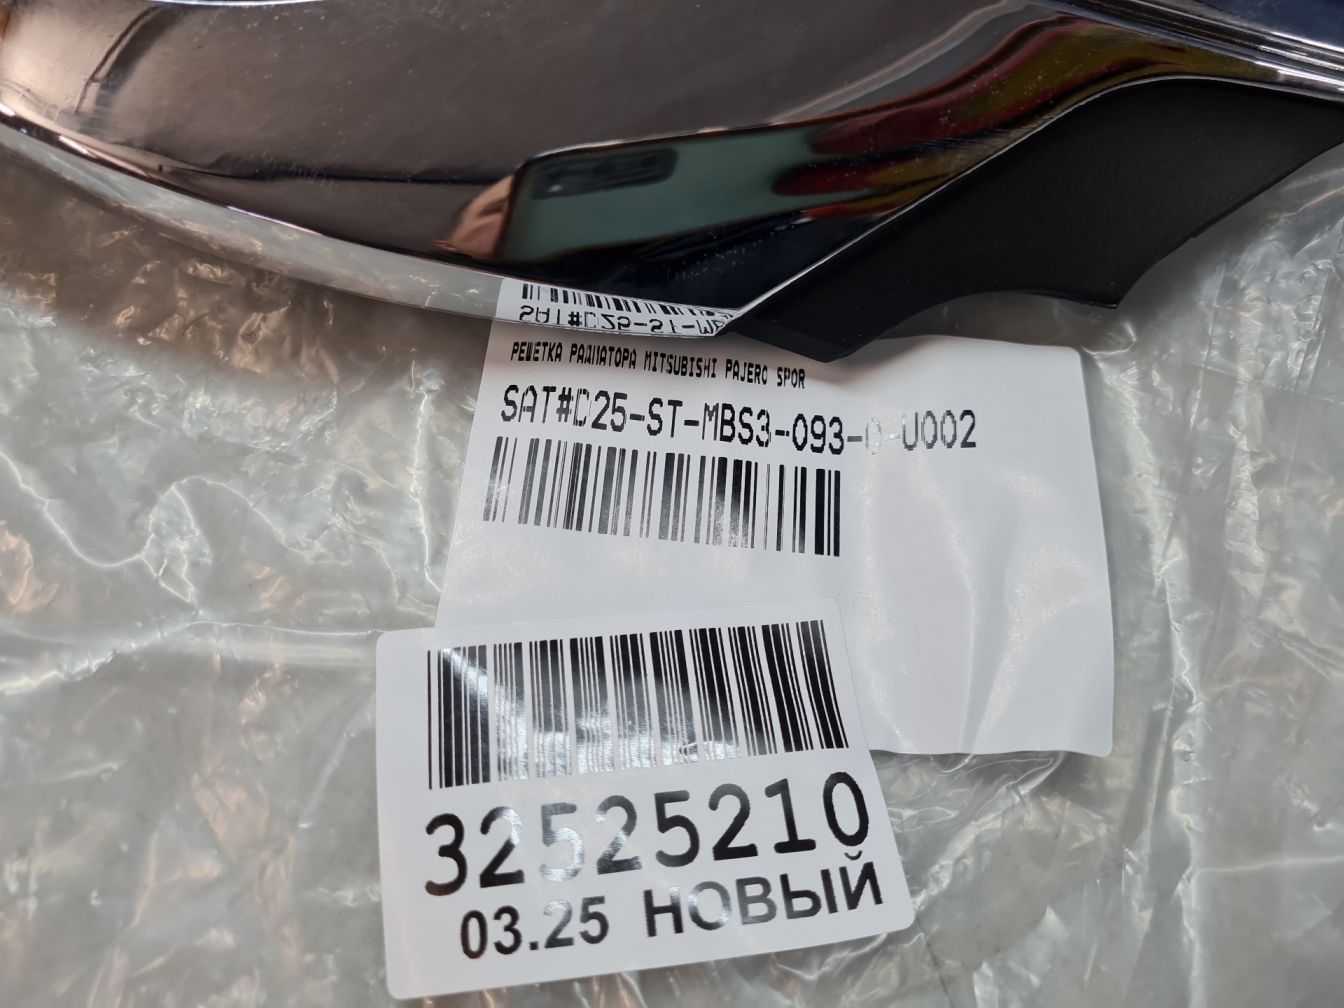 РЕШЕТКА РАДИАТОРА MITSUBISHI PAJERO SPOR
SAT#D25-ST-MBS3-093-0-U002
32525210
03.25 НОВЫЙ